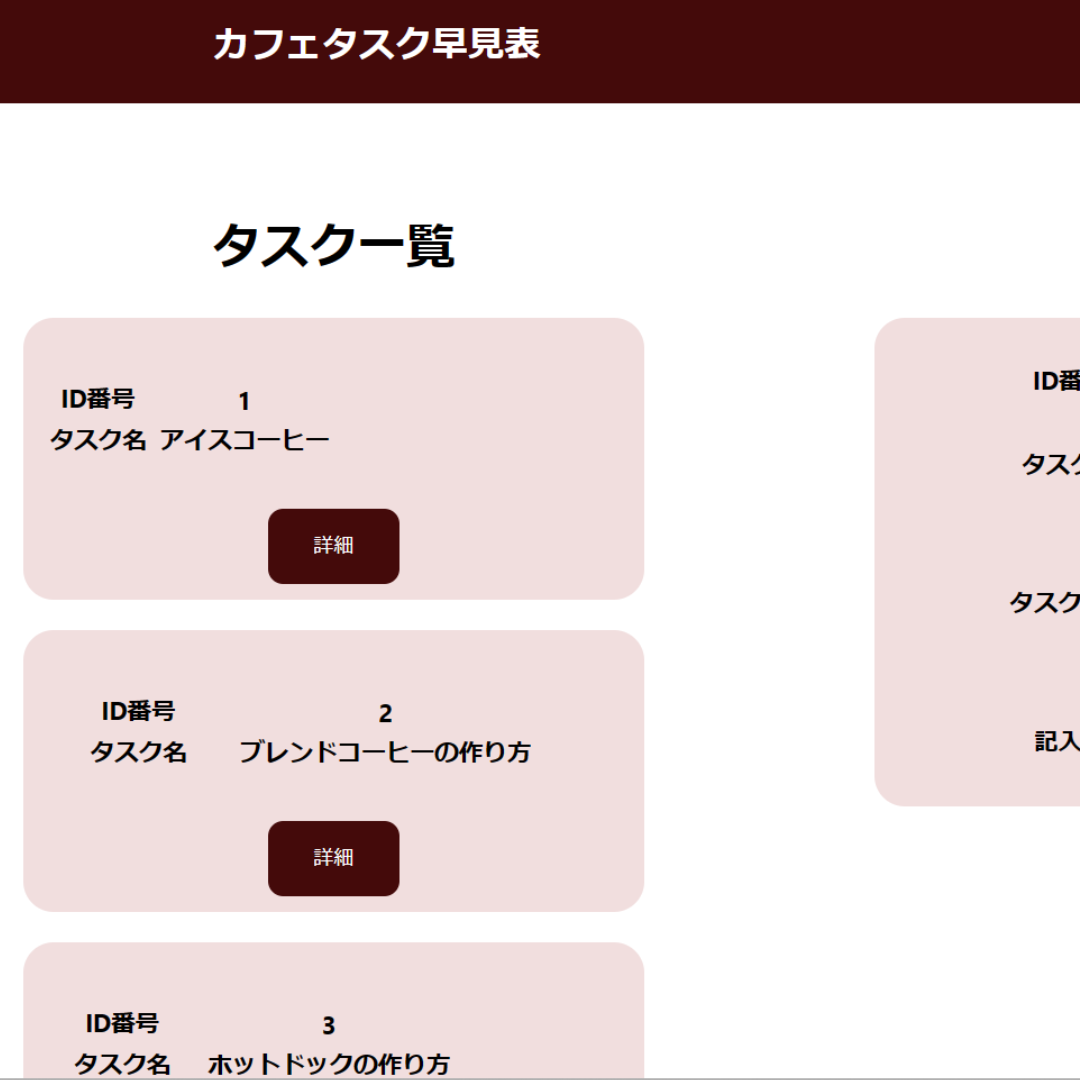 カフェタスク早見表
タスク一覧
ID番号 1
タスク名 アイスコーヒー
詳細
ID番号 2
タスク名 ブレンドコーヒーの作り方
詳細
ID番号 3
タスク名 ホットドックの作り方
ID番
タスク
タスク
記入